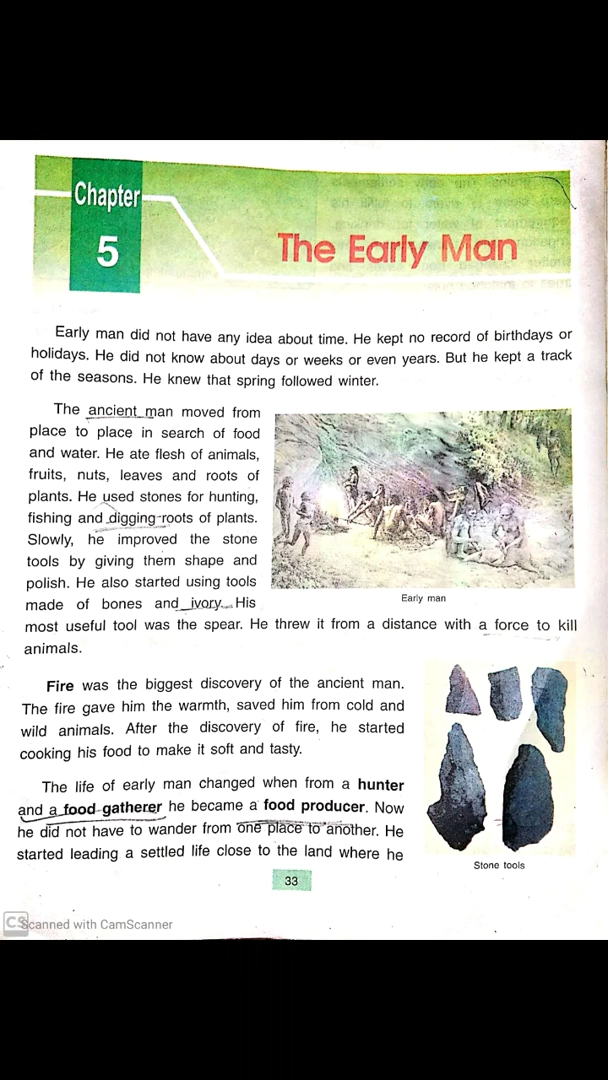 Chapter
5
The Early Man
Early man did not have any idea about time. He kept no record of birthdays or
holidays. He did not know about days or weeks or even years. But he kept a track
of the seasons. He knew that spring followed winter.
The ancient man moved from
place to place in search of food
and water. He ate flesh of animals,
fruits, nuts, leaves and roots of
plants. He used stones for hunting,
fishing and digging roots of plants.
Slowly, he improved the stone
tools by giving them shape and
polish. He also started using tools
made of bones and ivory. His
Early man
most useful tool was the spear. He threw it from a distance with a force to kill
animals.
Fire was the biggest discovery of the ancient man.
The fire gave him the warmth, saved him from cold and
wild animals. After the discovery of fire, he started
cooking his food to make it soft and tasty.
The life of early man changed when from a hunter
and a food gatherer he became a food producer. Now
he did not have to wander from one place to another. He
started leading a settled life close to the land where he
Stone tools
33
CS Scanned with CamScanner